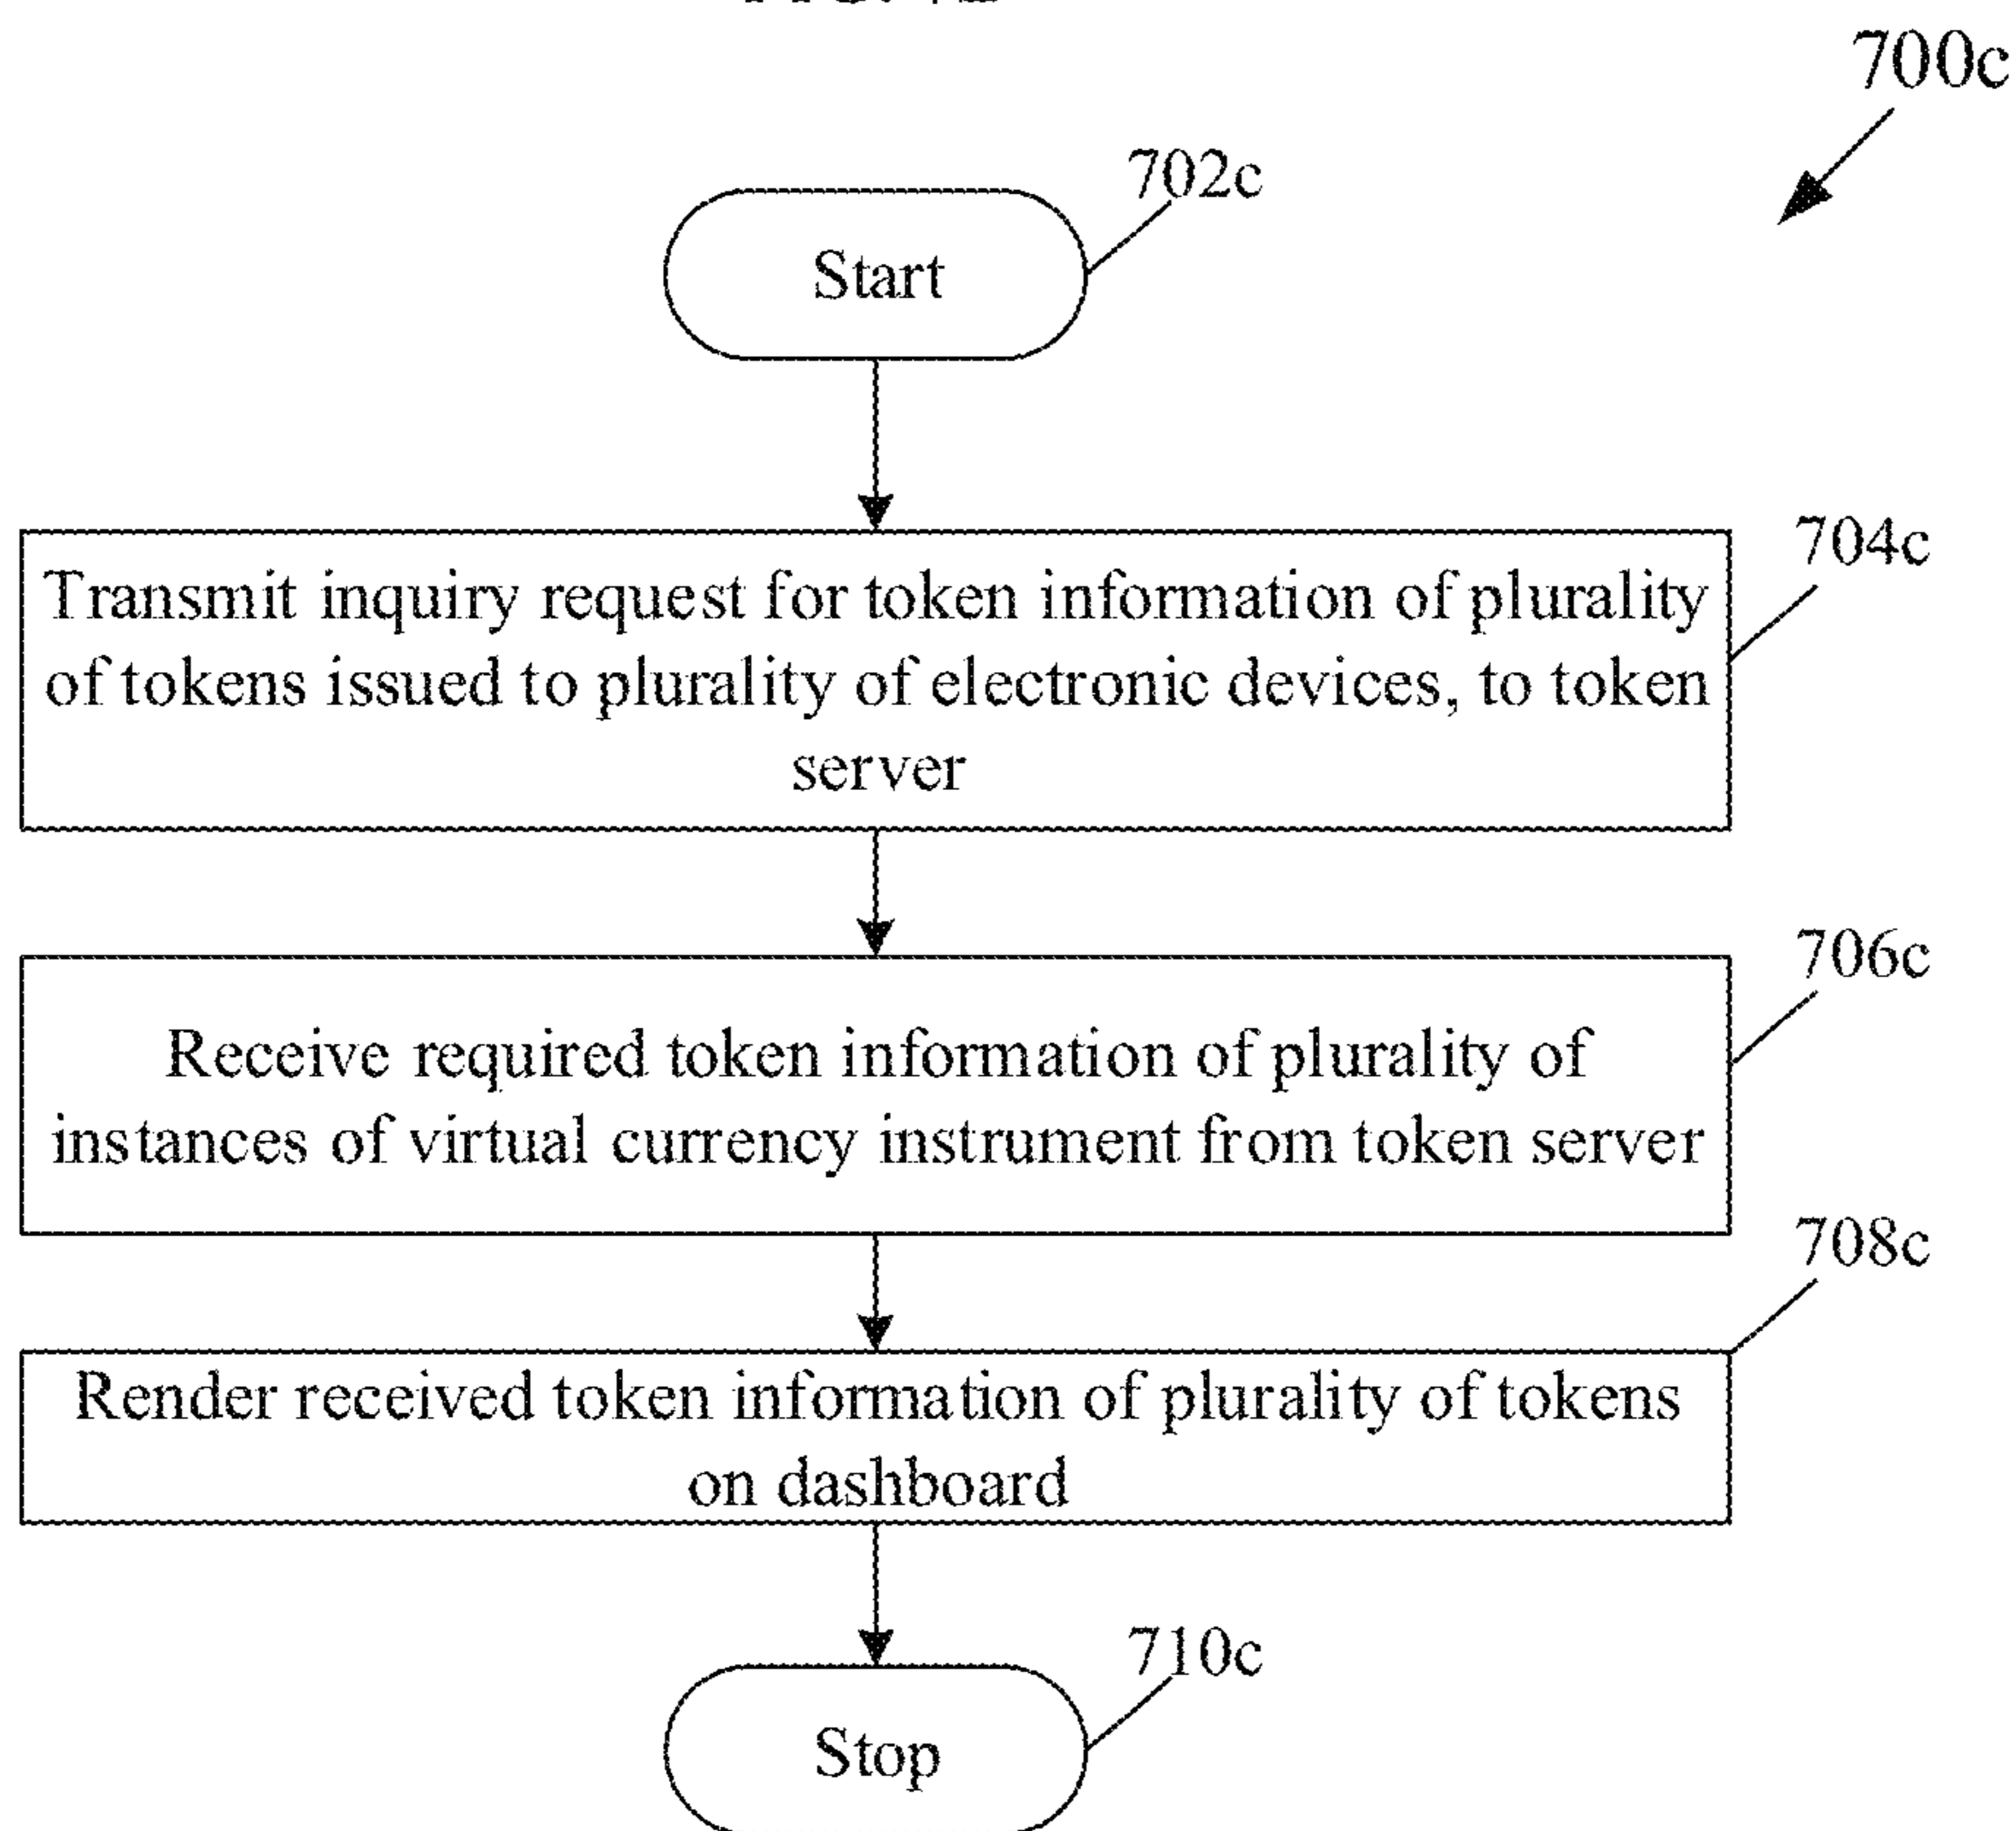 700c
702c
Start
704c
Transmit inquiry request for token information of plurality
of tokens issued to plurality of electronic devices, to token
server
706c
Receive required token information of plurality of
instances of virtual currency instrument from token server
708c
Render received token information of plurality of tokens
on dashboard
710c
Stop